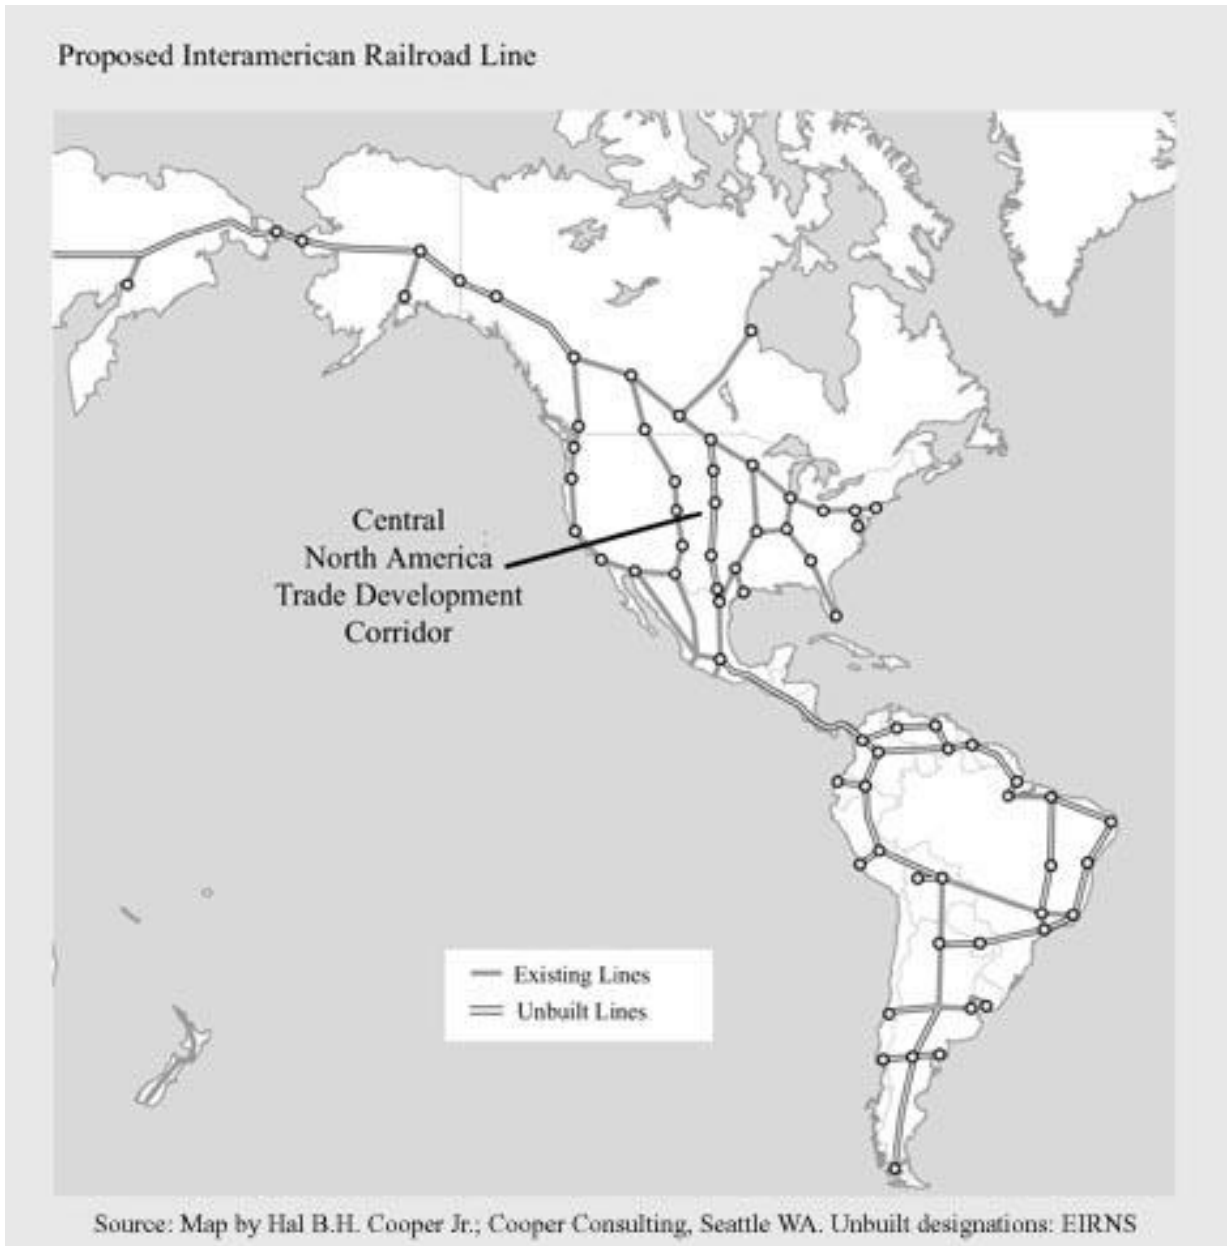 Proposed Interamerican Railroad Line
Central
North America
Trade Development
Corridor
Existing Lines
Unbuilt Lines
Source: Map by Hal B.H. Cooper Jr.; Cooper Consulting, Seattle WA. Unbuilt designations: EIRNS